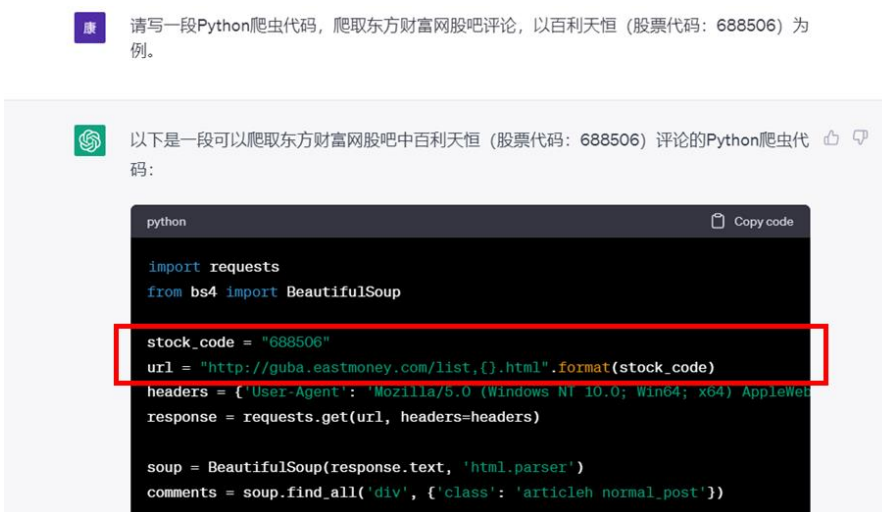 康
请写一段Python爬虫代码，爬取东方财富网股吧评论，以百利天恒（股票代码：688506）为
例。
以下是一段可以爬取东方财富网股吧中百利天恒（股票代码：688506）评论的Python爬虫代
码：
python Copy code
import requests
from bs4 import BeautifulSoup
stock_code = "688506"
url = "http://guba.eastmoney.com/list,{}.html".format(stock_code)
headers = {'User-Agent': 'Mozilla/5.0 (Windows NT 10.0; Win64; x64) AppleWeb
response = requests.get(url, headers=headers)
soup = BeautifulSoup(response.text, 'html.parser')
comments = soup.find_all('div', {'class': 'articleh normal_post'})